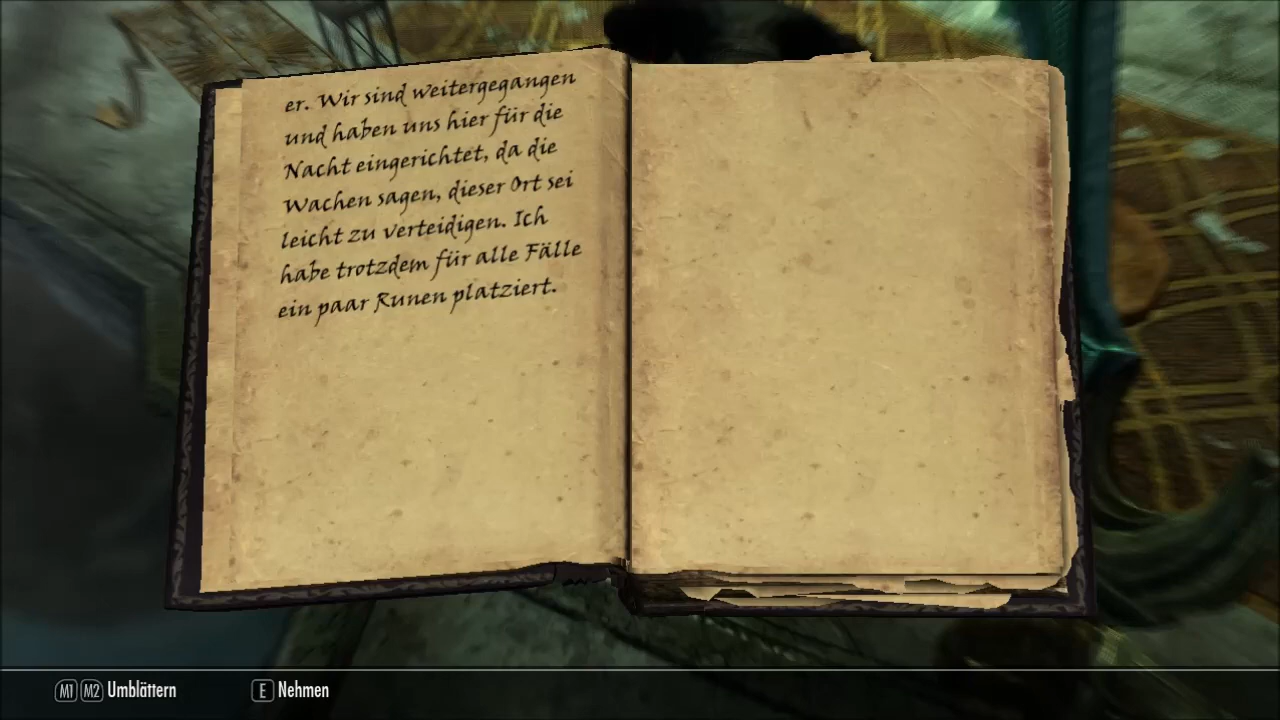 er. Wir sind weitergegangen
und haben uns hier für die
Nacht eingerichtet, da die
Wachen sagen, dieser Ort sei
leicht zu verteidigen. Ich
habe trotzdem für alle Fälle
ein paar Runen platziert.
M1 M2 Umblättern
E Nehmen